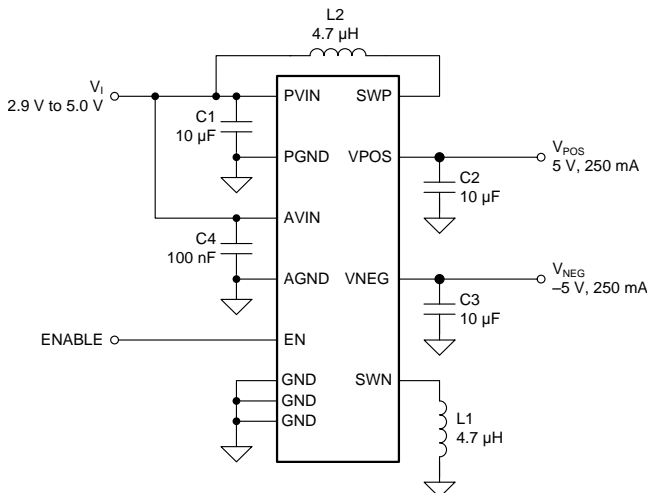 L2
4.7 µH
VI
2.9 V to 5.0 V
PVIN
SWP
C1
10 µF
PGND
VPOS
VPOS
5 V, 250 mA
C2
10 µF
AVIN
C4
100 nF
AGND
VNEG
VNEG
–5 V, 250 mA
C3
10 µF
ENABLE
EN
GND
SWN
GND
GND
L1
4.7 µH